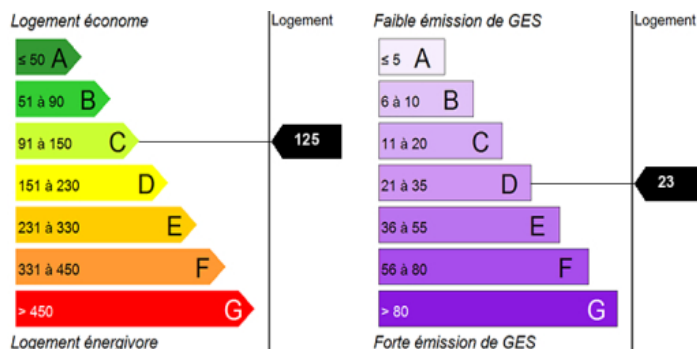 Logement économe
Logement
≤ 50 A
51 à 90 B
91 à 150 C
125
151 à 230 D
231 à 330 E
331 à 450 F
> 450 G
Logement énergivore
Faible émission de GES
Logement
≤ 5 A
6 à 10 B
11 à 20 C
21 à 35 D
23
36 à 55 E
56 à 80 F
> 80 G
Forte émission de GES